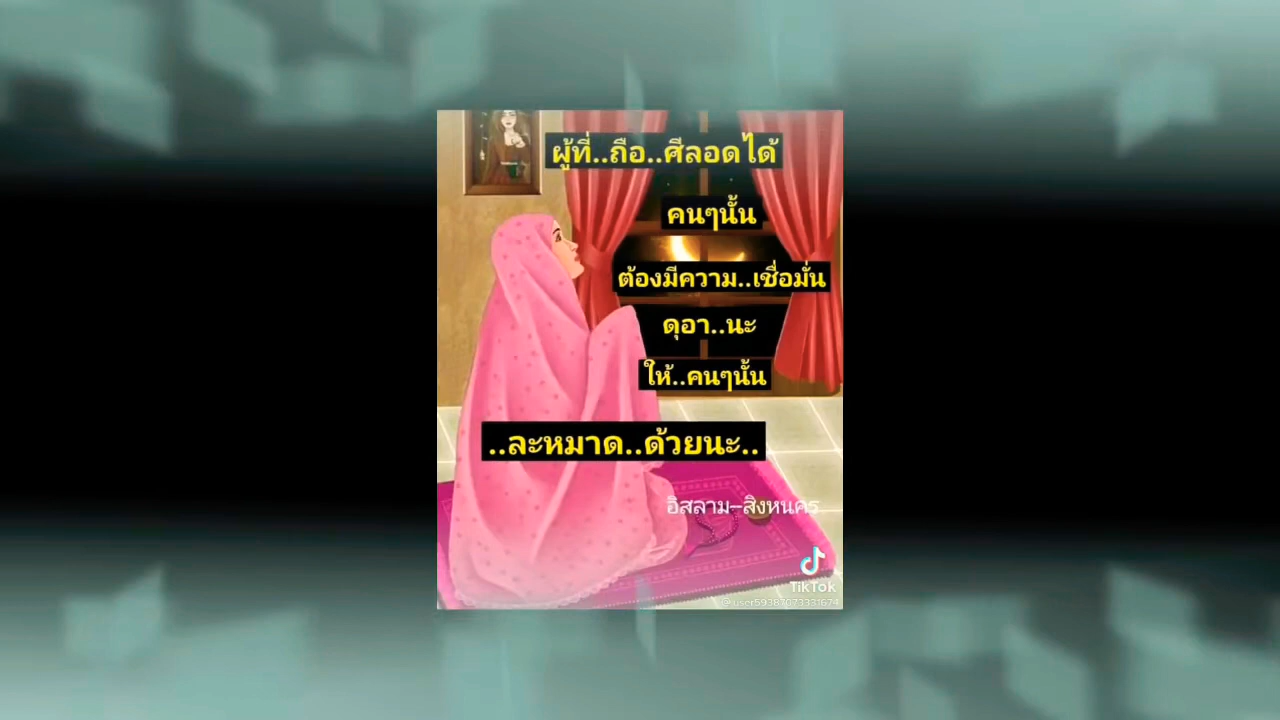 ผู้ที่..ถือ..ศีลอดได้
คนๆนั้น
ต้องมีความ..เชื่อมั่น
ดุอา..นะ
ให้..คนๆนั้น
..ละหมาด..ด้วยนะ..
อิสลาม-สิงหนคร
TikTok
@user59387073331674